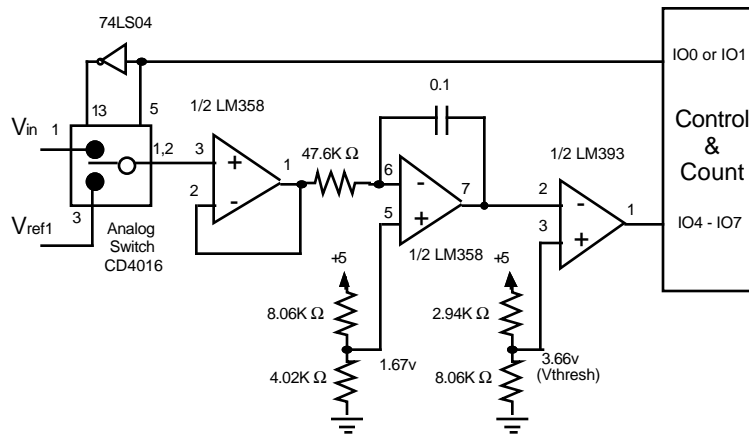 74LS04
IO0 or IO1
0.1
13
5
1/2 LM358
Vin
1
47.6K Ω
1/2 LM393
Control
&
Count
1,2
3
+
1
6
-
7
2
-
2
-
5
+
3
+
1
IO4 - IO7
Vref1
3
Analog
Switch
CD4016
1/2 LM358
+5
+5
8.06K Ω
2.94K Ω
1.67v
3.66v
(Vthresh)
4.02K Ω
8.06K Ω